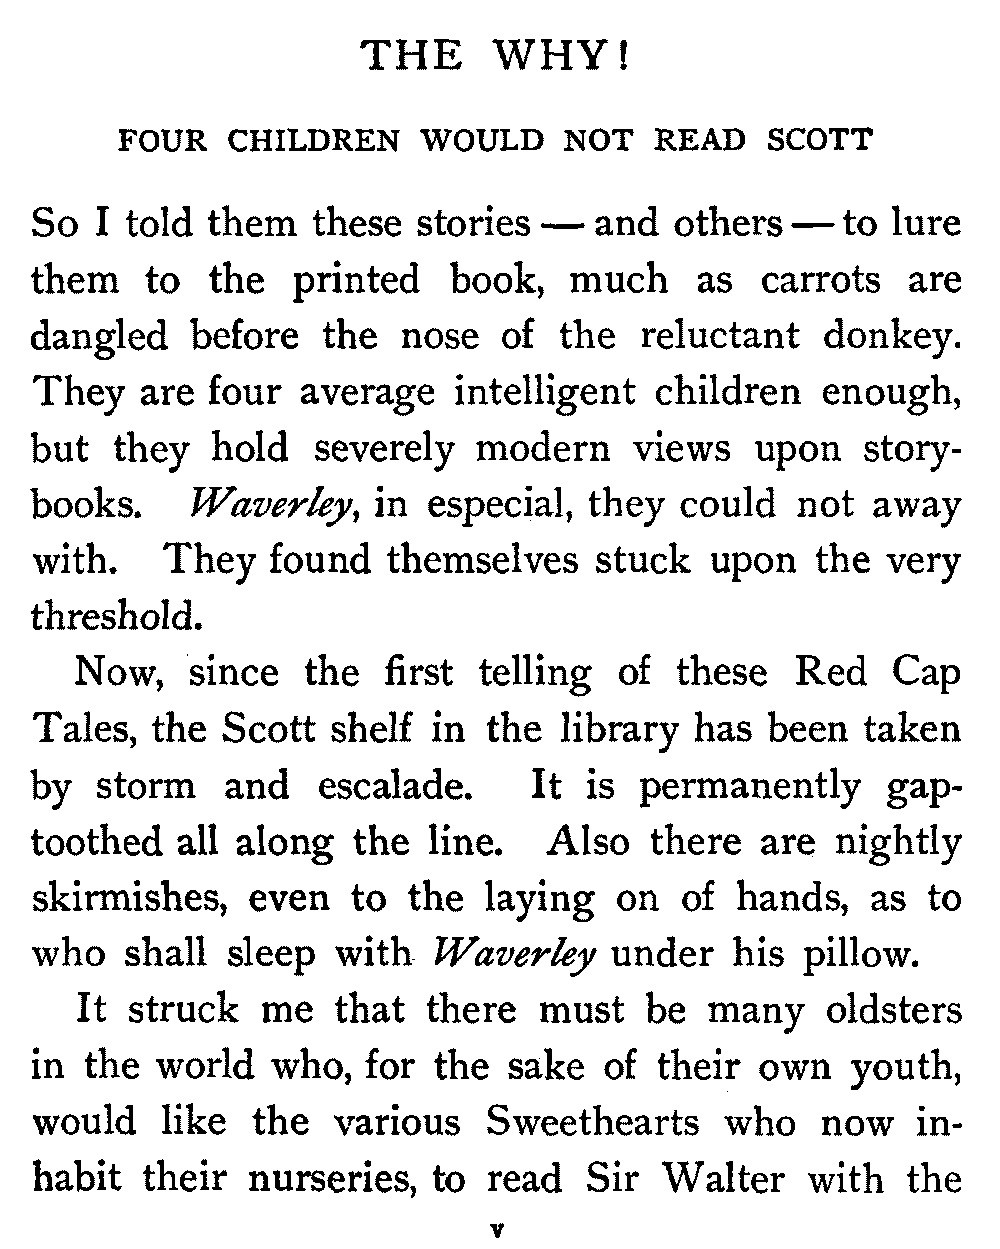 THE WHY!
FOUR CHILDREN WOULD NOT READ SCOTT
So I told them these stories — and others — to lure
them to the printed book, much as carrots are
dangled before the nose of the reluctant donkey.
They are four average intelligent children enough,
but they hold severely modern views upon story-
books. Waverley, in especial, they could not away
with. They found themselves stuck upon the very
threshold.
Now, since the first telling of these Red Cap
Tales, the Scott shelf in the library has been taken
by storm and escalade. It is permanently gap-
toothed all along the line. Also there are nightly
skirmishes, even to the laying on of hands, as to
who shall sleep with Waverley under his pillow.
It struck me that there must be many oldsters
in the world who, for the sake of their own youth,
would like the various Sweethearts who now in-
habit their nurseries, to read Sir Walter with the
v